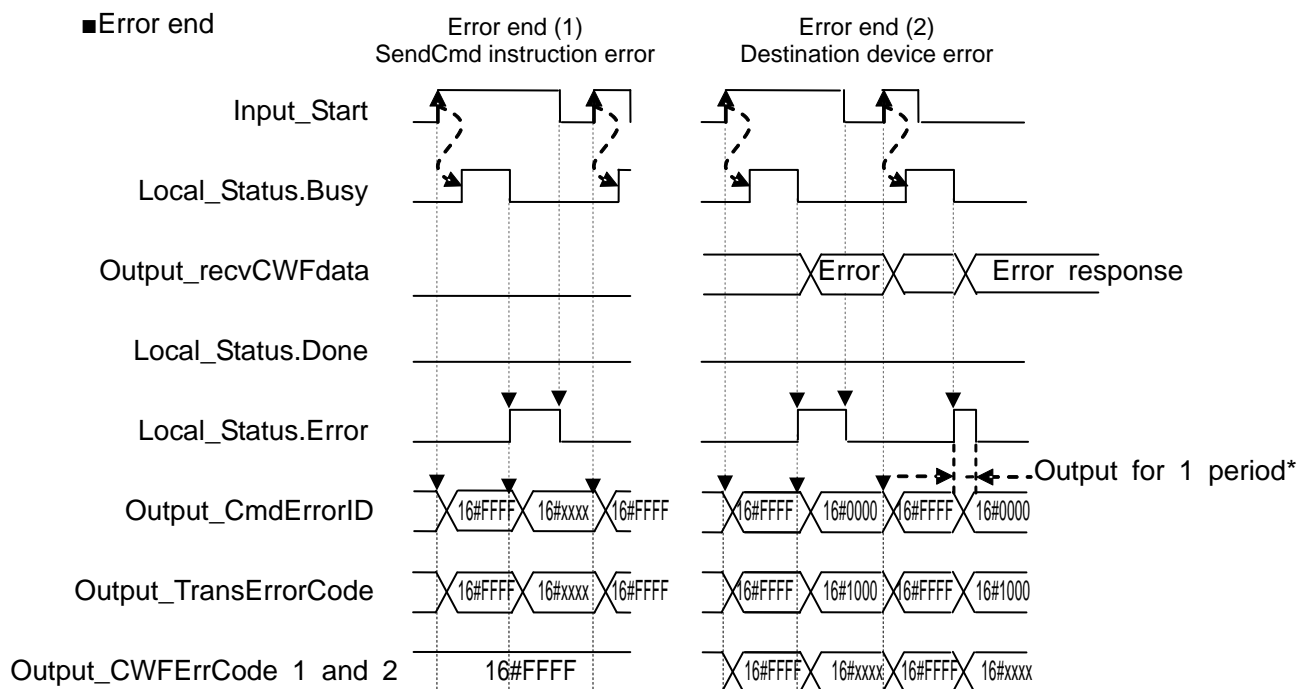 ■Error end
Error end (1)
SendCmd instruction error
Error end (2)
Destination device error
Input_Start
Local_Status.Busy
Output_recvCWFdata
Error
Error response
Local_Status.Done
Local_Status.Error
Output for 1 period*
Output_CmdErrorID
16#FFFF 16#xxxx 16#FFFF 16#FFFF 16#0000 16#FFFF 16#0000
Output_TransErrorCode
16#FFFF 16#xxxx 16#FFFF 16#FFFF 16#1000 16#FFFF 16#1000
Output_CWFErrCode 1 and 2
16#FFFF 16#FFFF 16#xxxx 16#FFFF 16#xxxx